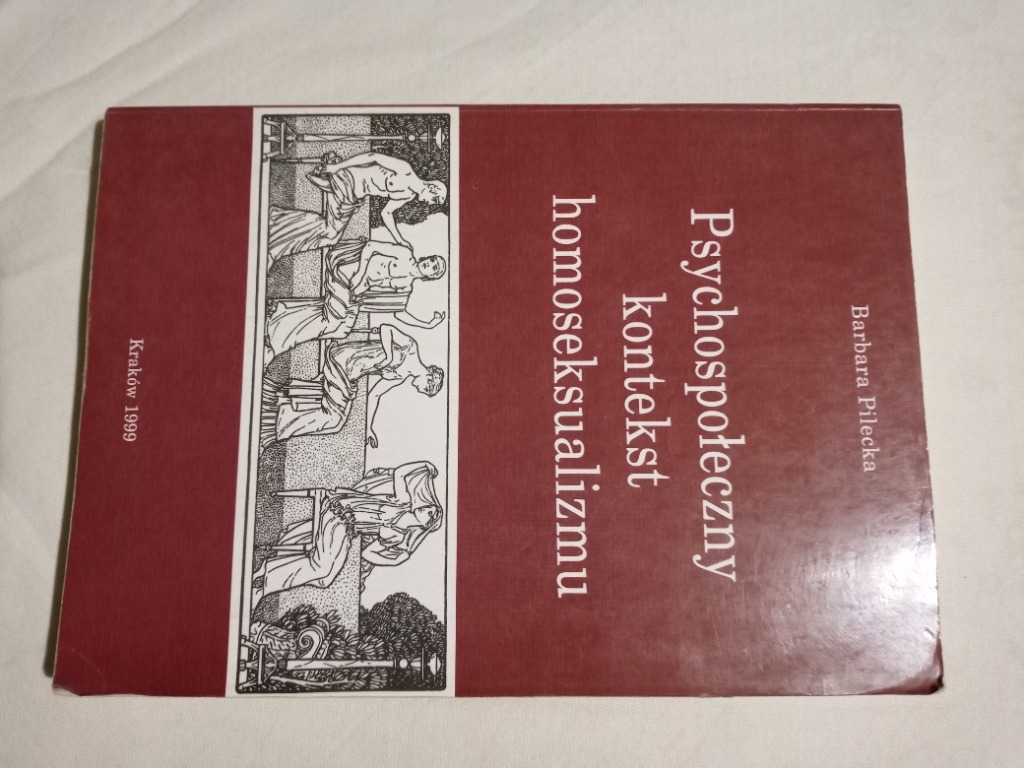 Barbara Pilecka
Psychospołeczny
kontekst
homoseksualizmu
Kraków 1999